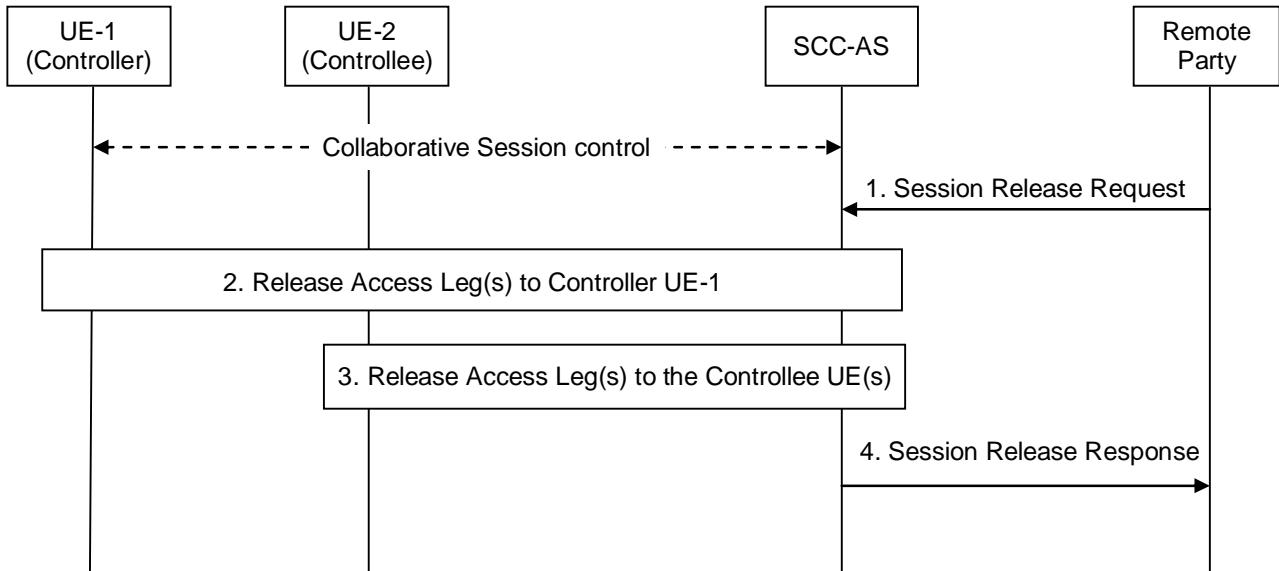 UE-1
(Controller)
UE-2
(Controllee)
SCC-AS
Remote
Party
Collaborative Session control
1. Session Release Request
2. Release Access Leg(s) to Controller UE-1
3. Release Access Leg(s) to the Controllee UE(s)
4. Session Release Response